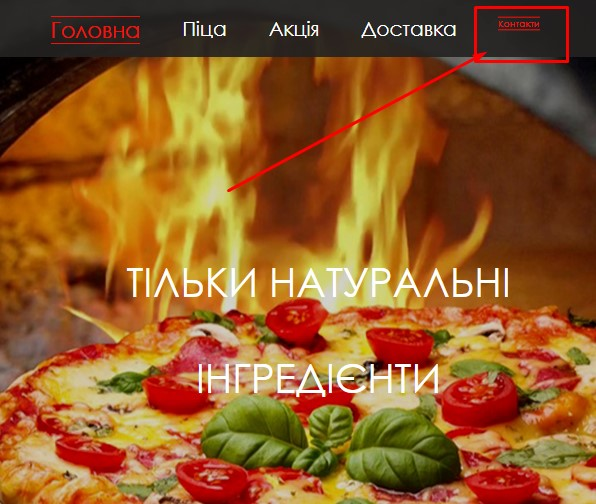 Головна Піца Акція Доставка Контакти
ТІЛЬКИ НАТУРАЛЬНІ
ІНГРЕДІЄНТИ